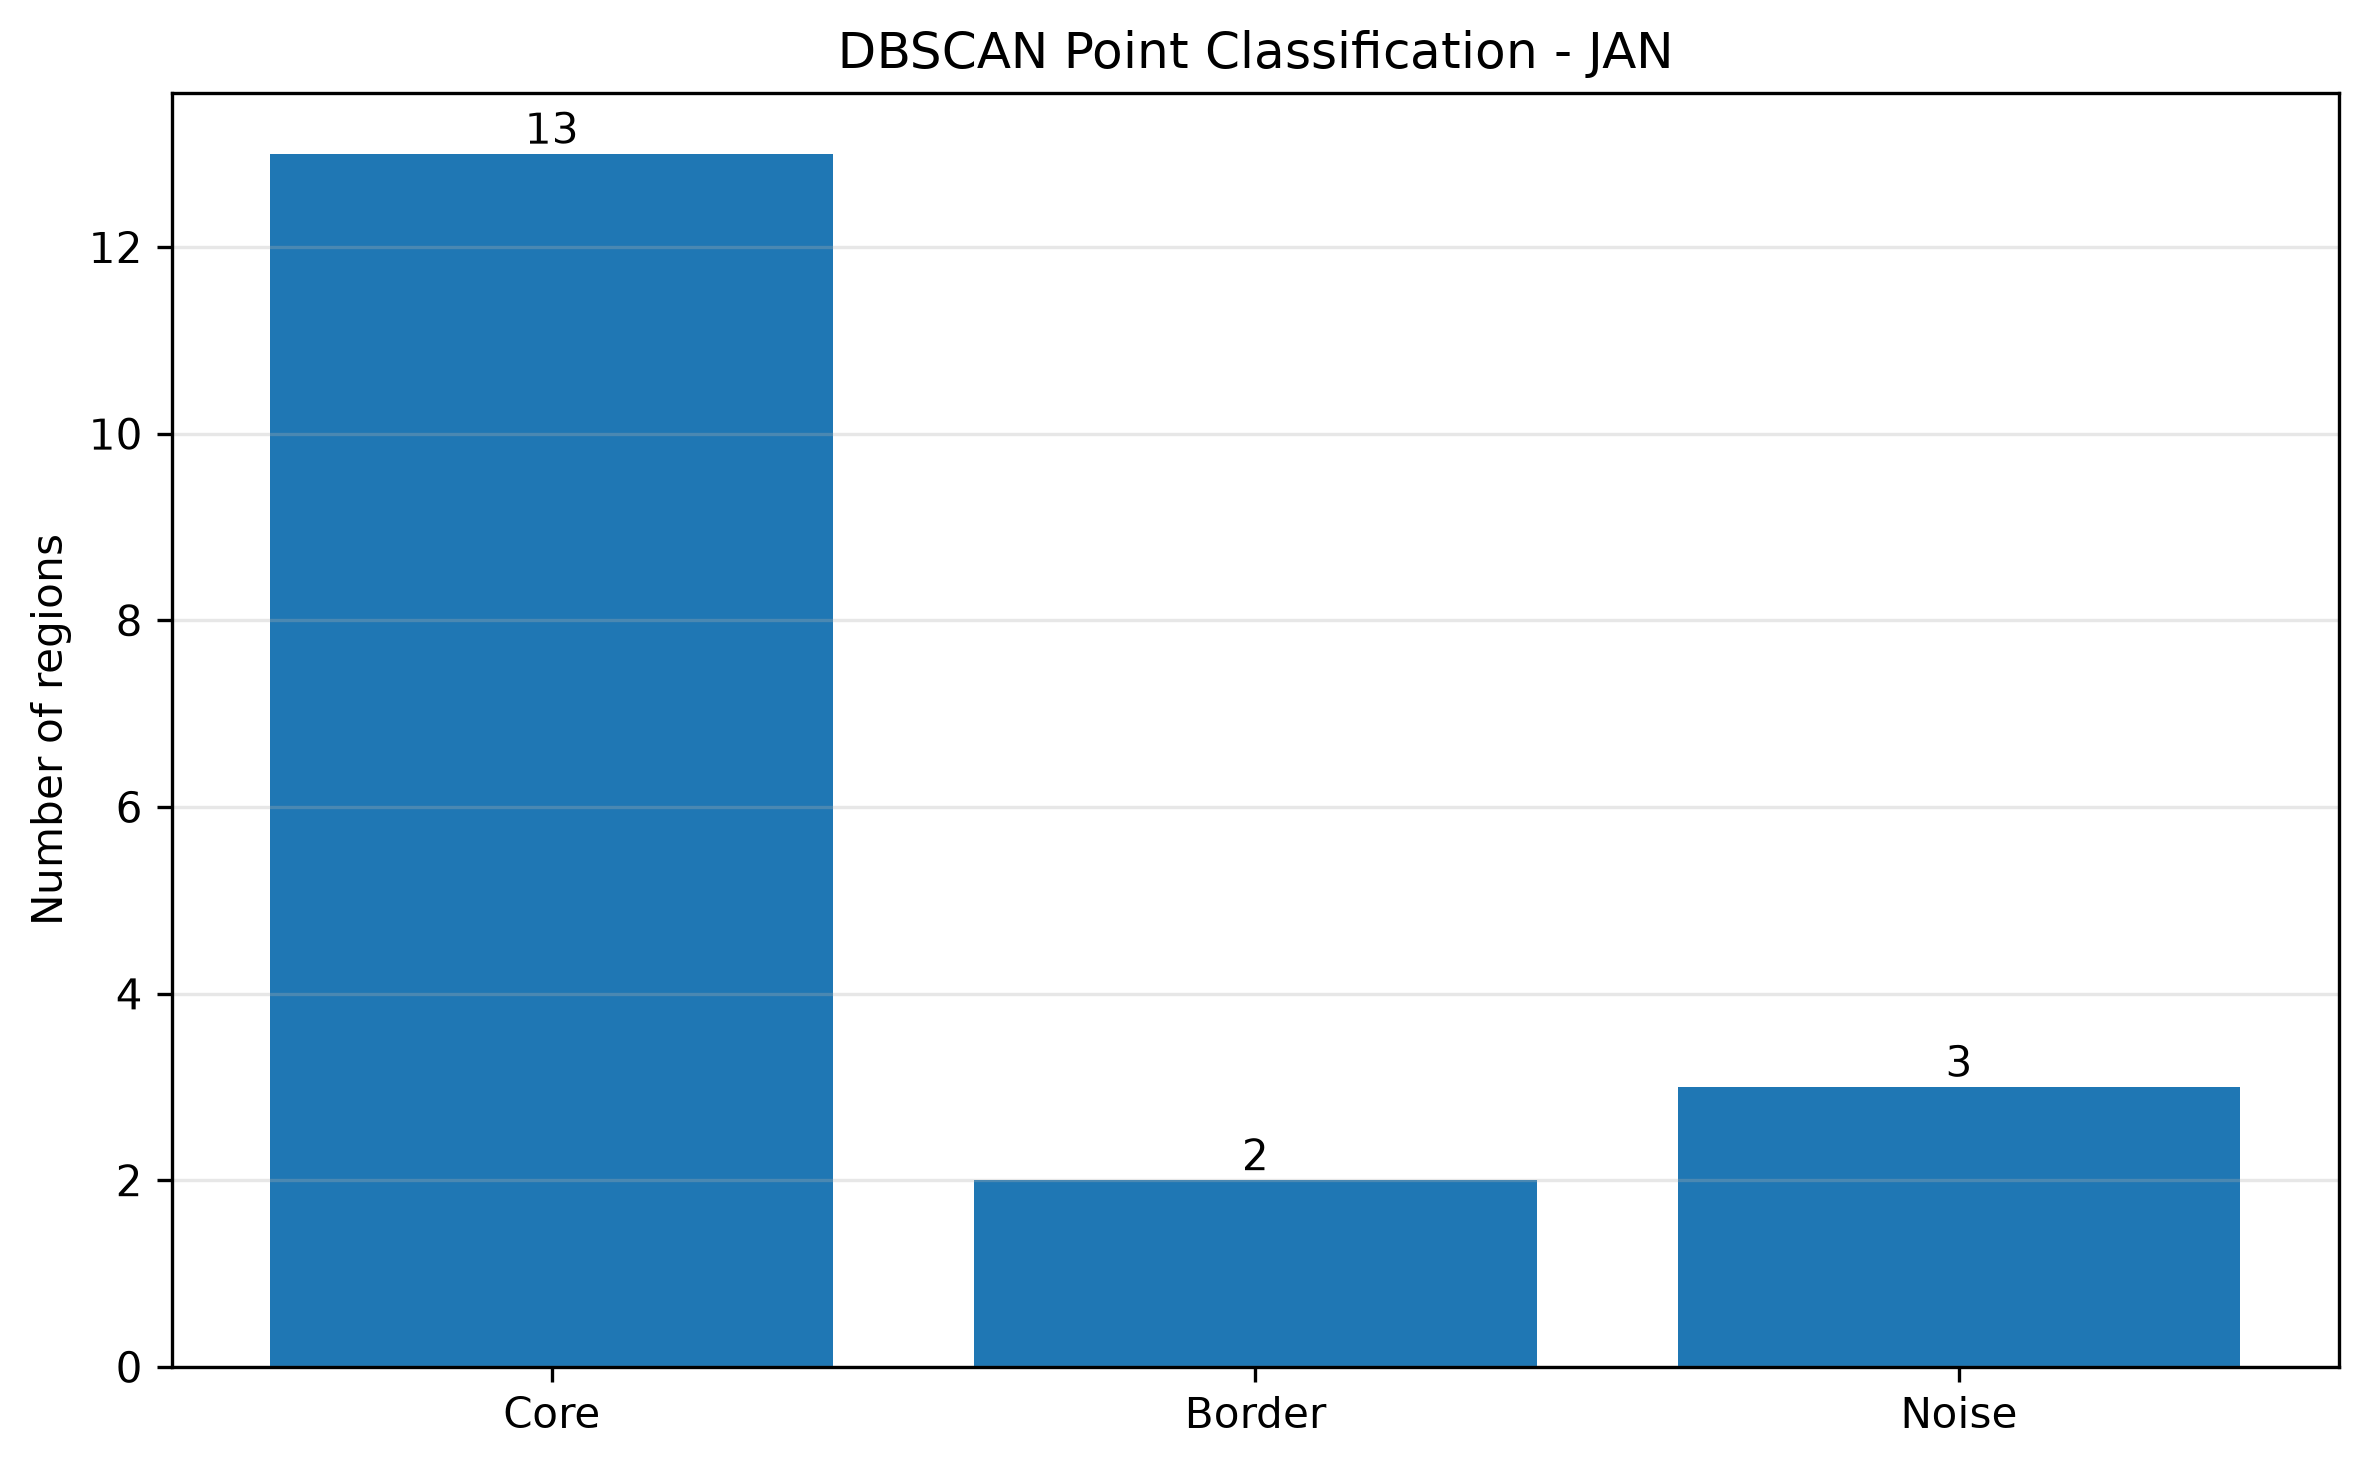 DBSCAN Point Classification - JAN
13
12
10
8
6
4
3
2
2
0
Number of regions
Core
Border
Noise